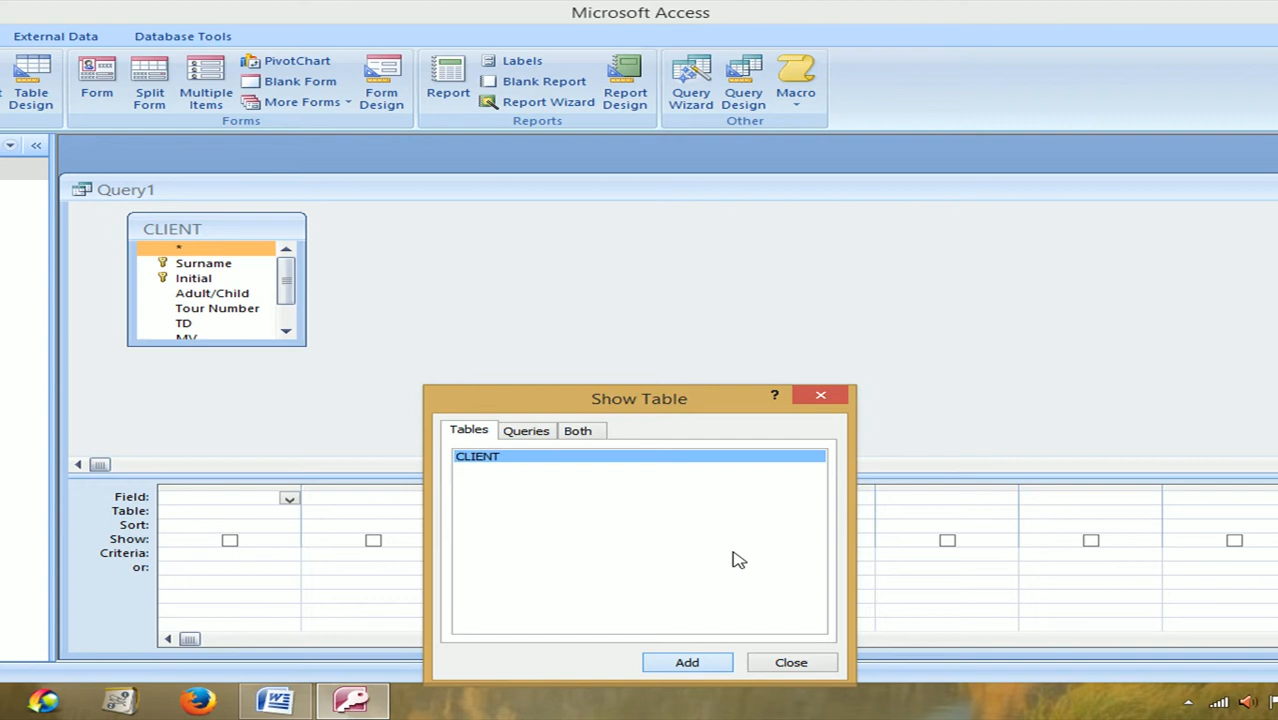 Microsoft Access
External Data Database Tools
Table Design
Form
Split Form
Multiple Items
PivotChart
Blank Form
More Forms
Form Design
Report
Labels
Blank Report
Report Wizard
Report Design
Query Wizard
Query Design
Macro
Forms
Reports
Other
Query1
CLIENT
*
Surname
Initial
Adult/Child
Tour Number
TD
MV
Show Table
?
Tables Queries Both
CLIENT
Add Close
Field:
Table:
Sort:
Show:
Criteria:
or: